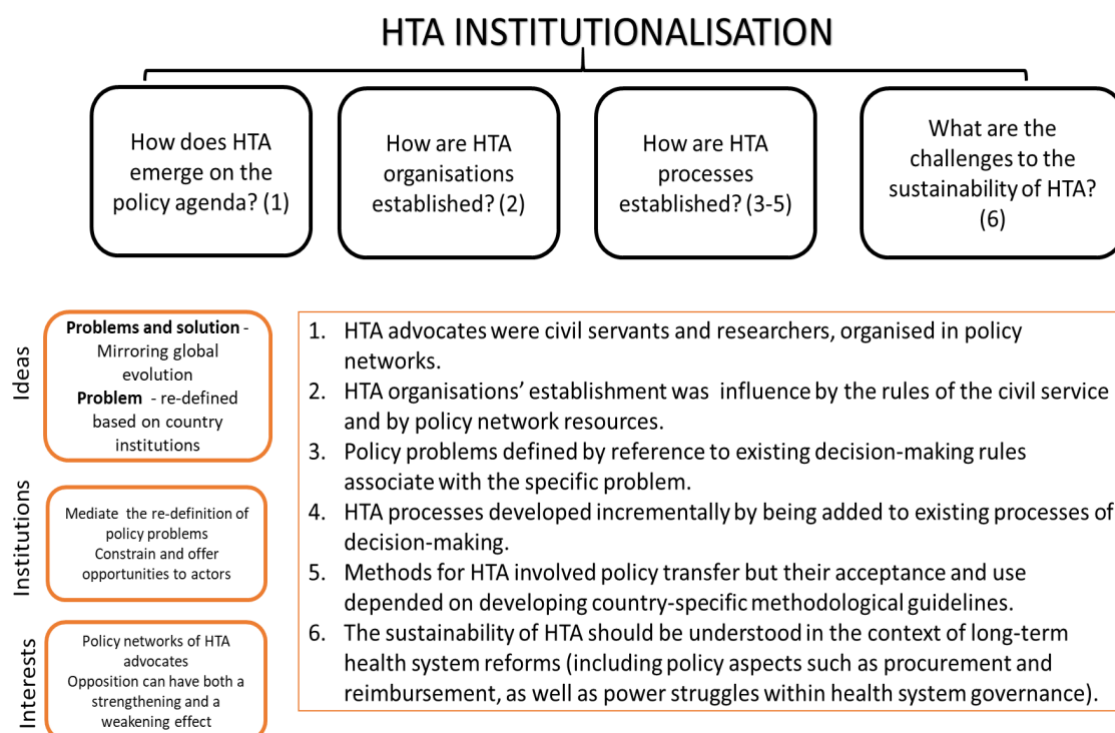 HTA INSTITUTIONALISATION
How does HTA
emerge on the
policy agenda? (1)
How are HTA
organisations
established? (2)
How are HTA
processes
established? (3-5)
What are the
challenges to the
sustainability of HTA?
(6)
Ideas
Problems and solution -
Mirroring global
evolution
Problem - re-defined
based on country
institutions
Institutions
Mediate the re-definition of
policy problems
Constrain and offer
opportunities to actors
Interests
Policy networks of HTA
advocates
Opposition can have both a
strengthening and a
weakening effect
1. HTA advocates were civil servants and researchers, organised in policy
networks.
2. HTA organisations' establishment was influence by the rules of the civil service
and by policy network resources.
3. Policy problems defined by reference to existing decision-making rules
associate with the specific problem.
4. HTA processes developed incrementally by being added to existing processes of
decision-making.
5. Methods for HTA involved policy transfer but their acceptance and use
depended on developing country-specific methodological guidelines.
6. The sustainability of HTA should be understood in the context of long-term
health system reforms (including policy aspects such as procurement and
reimbursement, as well as power struggles within health system governance).